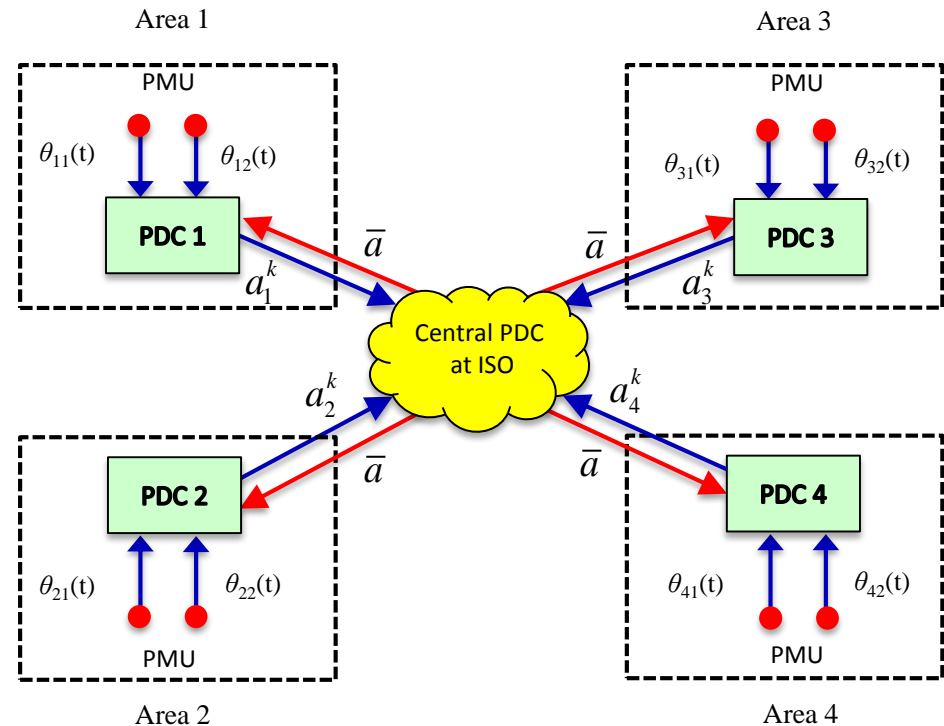 Area 1
PMU
θ11(t)
θ12(t)
PDC 1
a̅
a1^k
Area 3
PMU
θ31(t)
θ32(t)
PDC 3
a̅
a3^k
Central PDC
at ISO
a2^k
a̅
PDC 2
θ21(t)
θ22(t)
PMU
Area 2
a4^k
a̅
PDC 4
θ41(t)
θ42(t)
PMU
Area 4